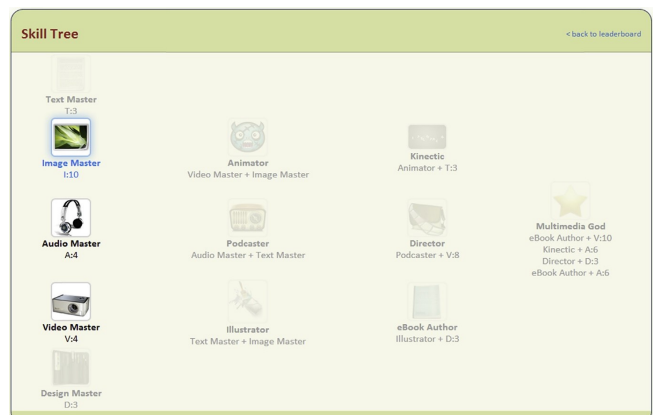 Skill Tree
< back to leaderboard
Text Master
T:3
Image Master
I:10
Animator
Video Master + Image Master
Kinectic
Animator + T:3
Audio Master
A:4
Podcaster
Audio Master + Text Master
Director
Podcaster + V:8
Multimedia God
eBook Author + V:10
Kinectic + A:6
Director + D:3
eBook Author + A:6
Video Master
V:4
Illustrator
Text Master + Image Master
eBook Author
Illustrator + D:3
Design Master
D:3